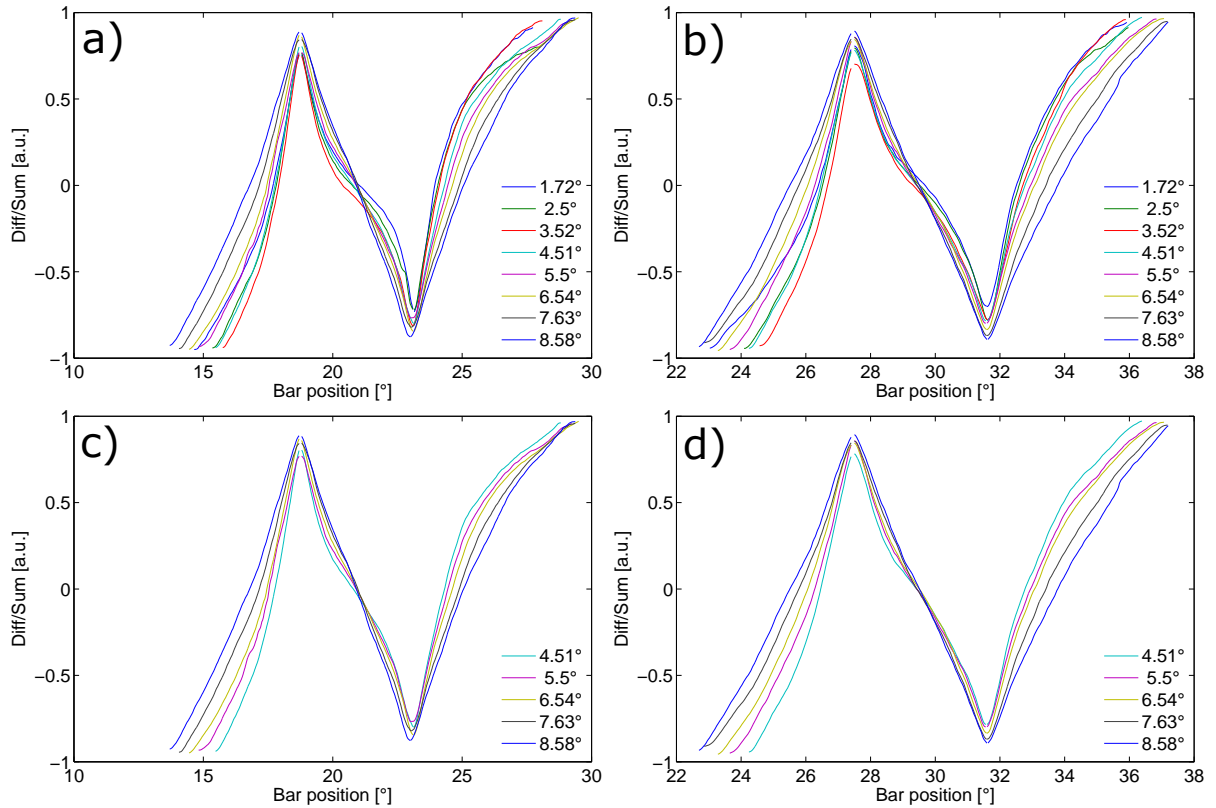 a)
1
0.5
0
−0.5
−1
Diff/Sum [a.u.]
1.72°
2.5°
3.52°
4.51°
5.5°
6.54°
7.63°
8.58°
10 15 20 25 30
Bar position [°]
b)
1
0.5
0
−0.5
−1
Diff/Sum [a.u.]
1.72°
2.5°
3.52°
4.51°
5.5°
6.54°
7.63°
8.58°
22 24 26 28 30 32 34 36 38
Bar position [°]
c)
1
0.5
0
−0.5
−1
Diff/Sum [a.u.]
4.51°
5.5°
6.54°
7.63°
8.58°
10 15 20 25 30
Bar position [°]
d)
1
0.5
0
−0.5
−1
Diff/Sum [a.u.]
4.51°
5.5°
6.54°
7.63°
8.58°
22 24 26 28 30 32 34 36 38
Bar position [°]